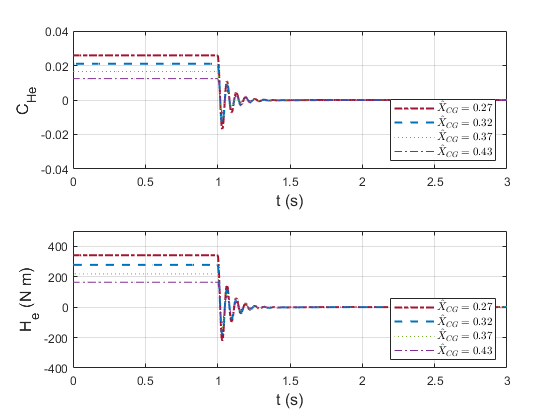 0.04
0.02
0
-0.02
-0.04
C_He
0 0.5 1 1.5 2 2.5 3
t (s)
X̂_CG = 0.27
X̂_CG = 0.32
X̂_CG = 0.37
X̂_CG = 0.43
400
200
0
-200
-400
H_e (N m)
0 0.5 1 1.5 2 2.5 3
t (s)
X̂_CG = 0.27
X̂_CG = 0.32
X̂_CG = 0.37
X̂_CG = 0.43